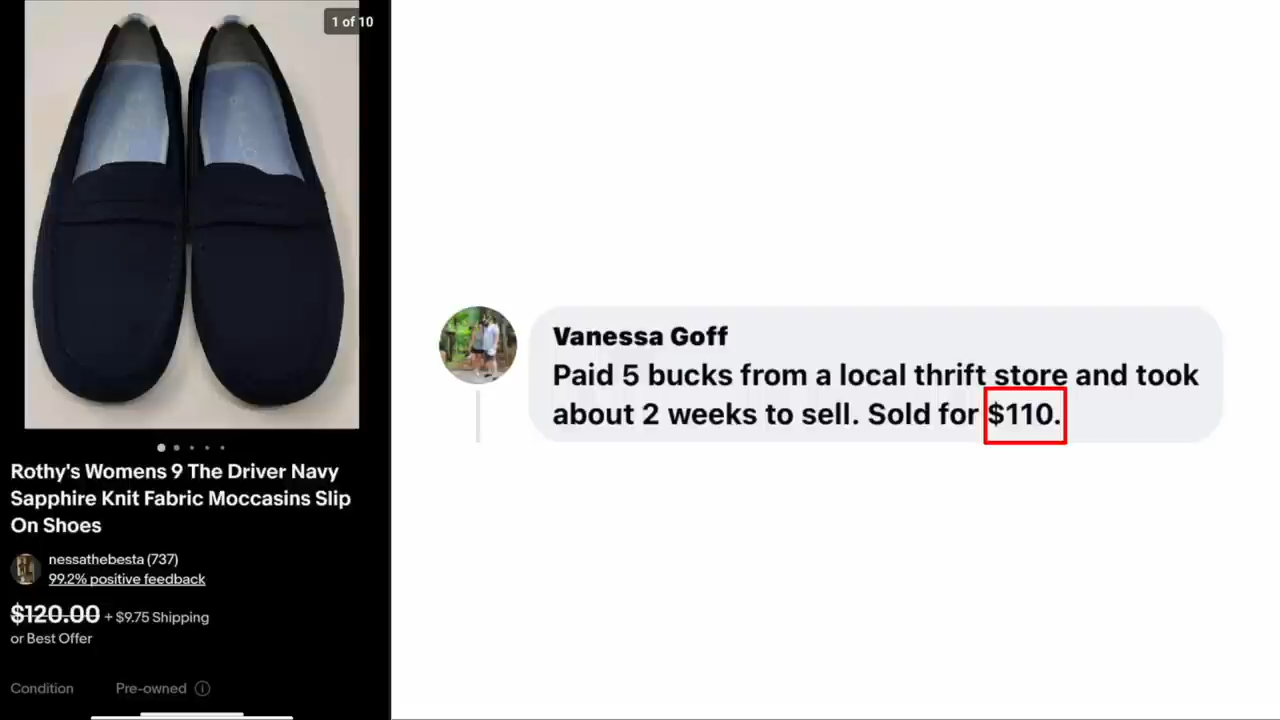 1 of 10
Rothy's Womens 9 The Driver Navy
Sapphire Knit Fabric Moccasins Slip
On Shoes
nessathebesta (737)
99.2% positive feedback
$120.00 + $9.75 Shipping
or Best Offer
Condition Pre-owned
Vanessa Goff
Paid 5 bucks from a local thrift store and took
about 2 weeks to sell. Sold for $110.